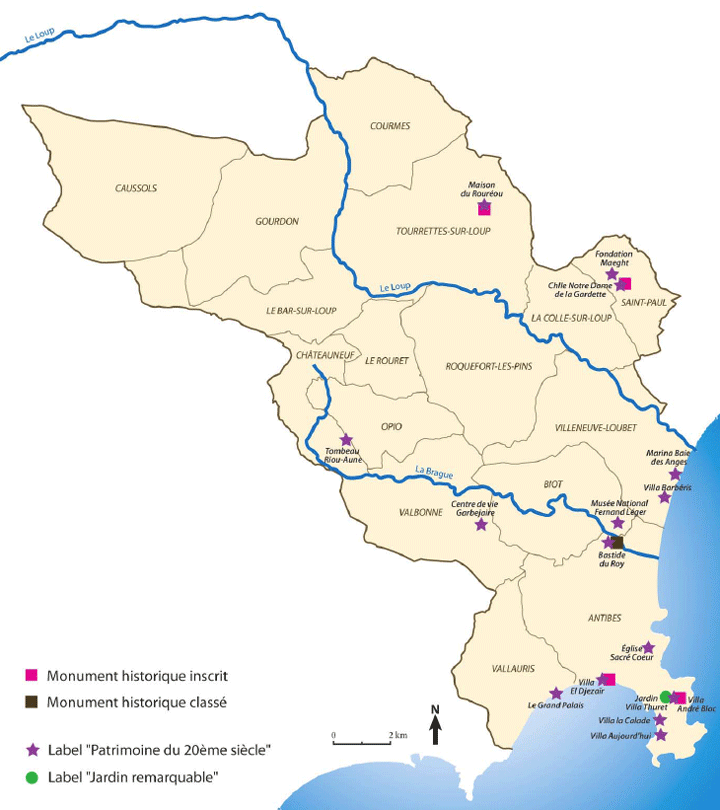 Le Loup
COURMES
CAUSSOLS
Maison
du Rouréou
GOURDON
TOURRETTES-SUR-LOUP
Fondation
Maeght
Le Loup
Chlle Notre Dame
de la Gardette
SAINT-PAUL
LE BAR-SUR-LOUP
LA COLLE-SUR-LOUP
CHÂTEAUNEUF
LE ROURET
ROQUEFORT-LES-PINS
OPIO
VILLENEUVE-LOUBET
Tombeau
Riou-Aune
Marina Baie
des Anges
La Brague
BIOT
Villa Barbéris
Centre de vie
Garbejaire
VALBONNE
Musée National
Fernand Léger
Bastide
du Roy
ANTIBES
Église
Sacré Coeur
VALLAURIS
Villa
El Djezair
Le Grand Palais
Jardin
Villa Thuret
Villa
André Bloc
Villa la Calade
Villa Aujourd'hui
Monument historique inscrit
Monument historique classé
Label "Patrimoine du 20ème siècle"
Label "Jardin remarquable"
N
0 2 km